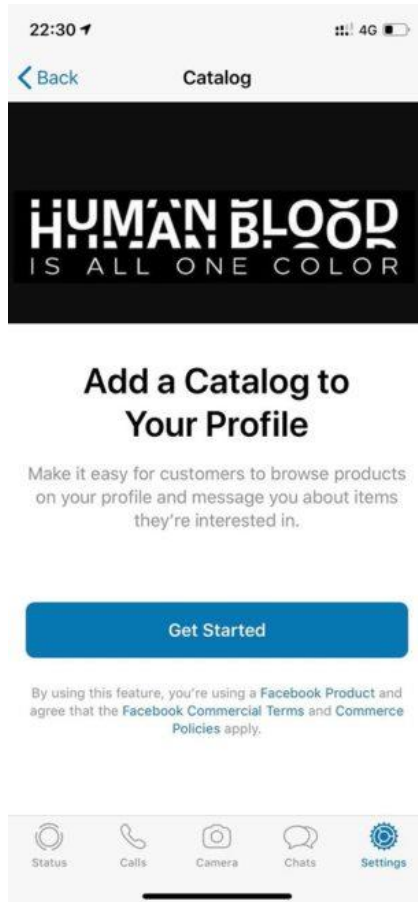 22:30
4G
Back
Catalog
HUMAN BLOOD
IS ALL ONE COLOR
Add a Catalog to
Your Profile
Make it easy for customers to browse products
on your profile and message you about items
they're interested in.
Get Started
By using this feature, you're using a Facebook Product and
agree that the Facebook Commercial Terms and Commerce
Policies apply.
Status
Calls
Camera
Chats
Settings